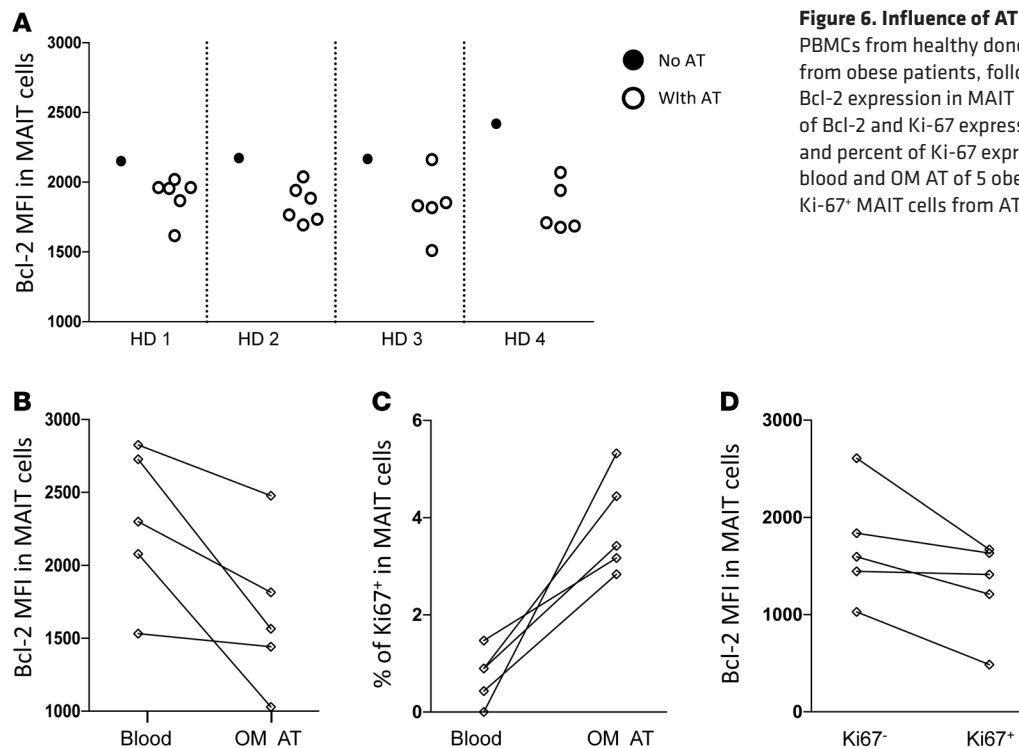 A
3000
2500
2000
1500
1000
Bcl-2 MFI in MAIT cells
HD 1 HD 2 HD 3 HD 4
No AT
WIth AT
Figure 6. Influence of AT
PBMCs from healthy done
from obese patients, follo
Bcl-2 expression in MAIT
of Bcl-2 and Ki-67 express
and percent of Ki-67 expre
blood and OM AT of 5 obe
Ki-67⁺ MAIT cells from AT
B
3000
2500
2000
1500
1000
Bcl-2 MFI in MAIT cells
Blood OM AT
C
6
4
2
0
% of Ki67⁺ in MAIT cells
Blood OM AT
D
3000
2000
1000
0
Bcl-2 MFI in MAIT cells
Ki67⁻ Ki67⁺